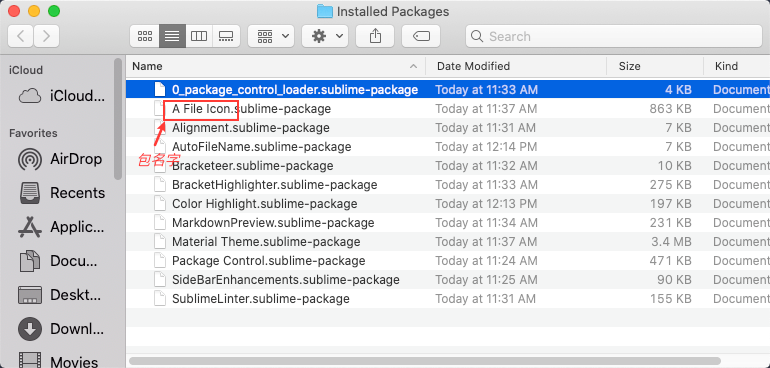 Installed Packages
Search
iCloud
iCloud...
Favorites
AirDrop
Recents
Applic...
Docu...
Deskt...
Downl...
Movies
Name Date Modified Size Kind
0_package_control_loader.sublime-package Today at 11:33 AM 4 KB Document
A File Icon.sublime-package Today at 11:37 AM 863 KB Document
Alignment.sublime-package Today at 11:31 AM 7 KB Document
AutoFileName.sublime-package Today at 12:14 PM 7 KB Document
包名字
Bracketeer.sublime-package Today at 11:32 AM 10 KB Document
BracketHighlighter.sublime-package Today at 11:33 AM 275 KB Document
Color Highlight.sublime-package Today at 12:13 PM 197 KB Document
MarkdownPreview.sublime-package Today at 11:34 AM 231 KB Document
Material Theme.sublime-package Today at 11:37 AM 3.4 MB Document
Package Control.sublime-package Today at 11:24 AM 471 KB Document
SideBarEnhancements.sublime-package Today at 11:25 AM 90 KB Document
SublimeLinter.sublime-package Today at 11:31 AM 155 KB Document